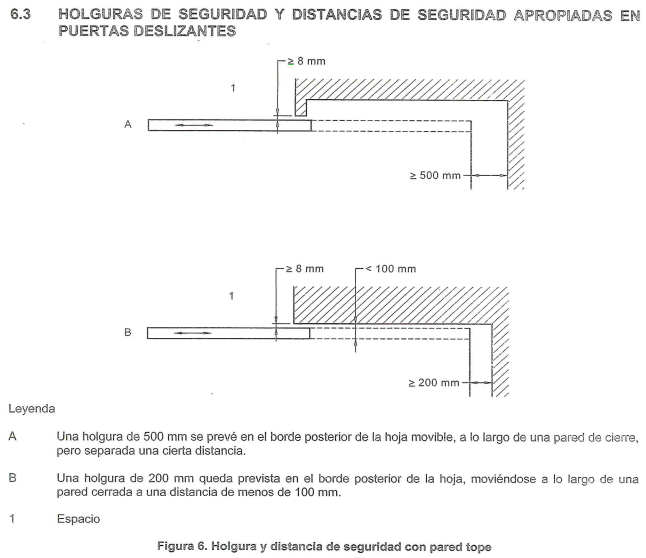 6.3 HOLGURAS DE SEGURIDAD Y DISTANCIAS DE SEGURIDAD APROPIADAS EN
PUERTAS DESLIZANTES
≥ 8 mm
1
A
≥ 500 mm
≥ 8 mm
< 100 mm
1
B
≥ 200 mm
Leyenda
A Una holgura de 500 mm se prevé en el borde posterior de la hoja movible, a lo largo de una pared de cierre,
pero separada una cierta distancia.
B Una holgura de 200 mm queda prevista en el borde posterior de la hoja, moviéndose a lo largo de una
pared cerrada a una distancia de menos de 100 mm.
1 Espacio
Figura 6. Holgura y distancia de seguridad con pared tope